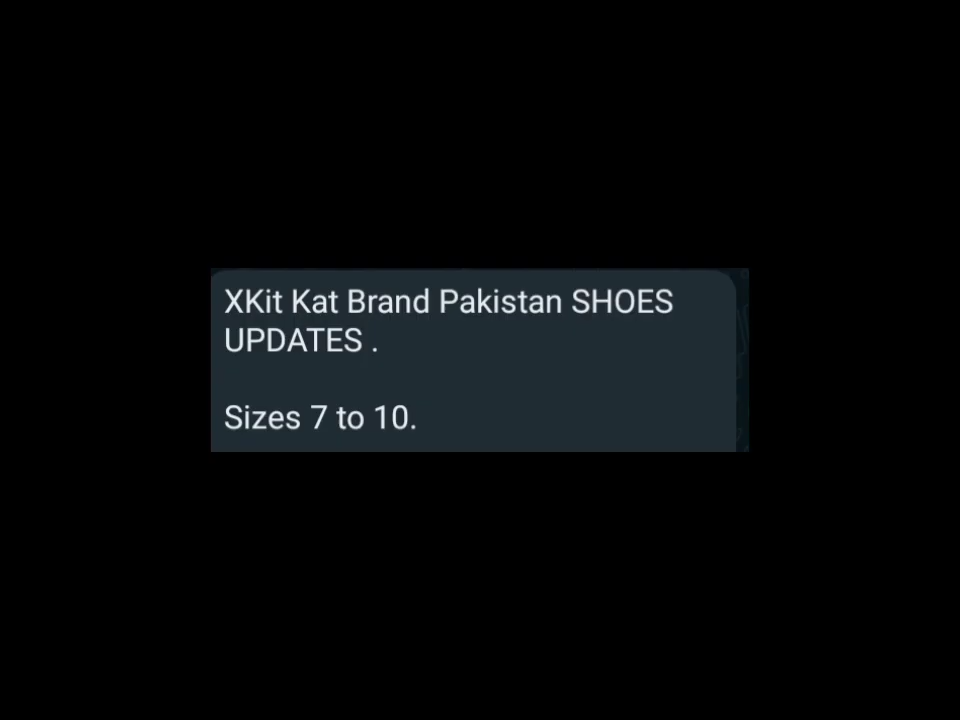 XKit Kat Brand Pakistan SHOES
UPDATES .
Sizes 7 to 10.